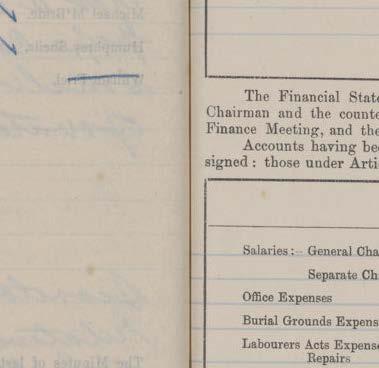 Michael M'Bride.
Humphrey Sheils,
The Minutes of last
The Financial State
Chairman and the counte
Finance Meeting, and the
Accounts having bee
signed: those under Arti
Salaries:— General Cha
Separate Ch
Office Expenses
Burial Grounds Expens
Labourers Acts Expense
Repairs